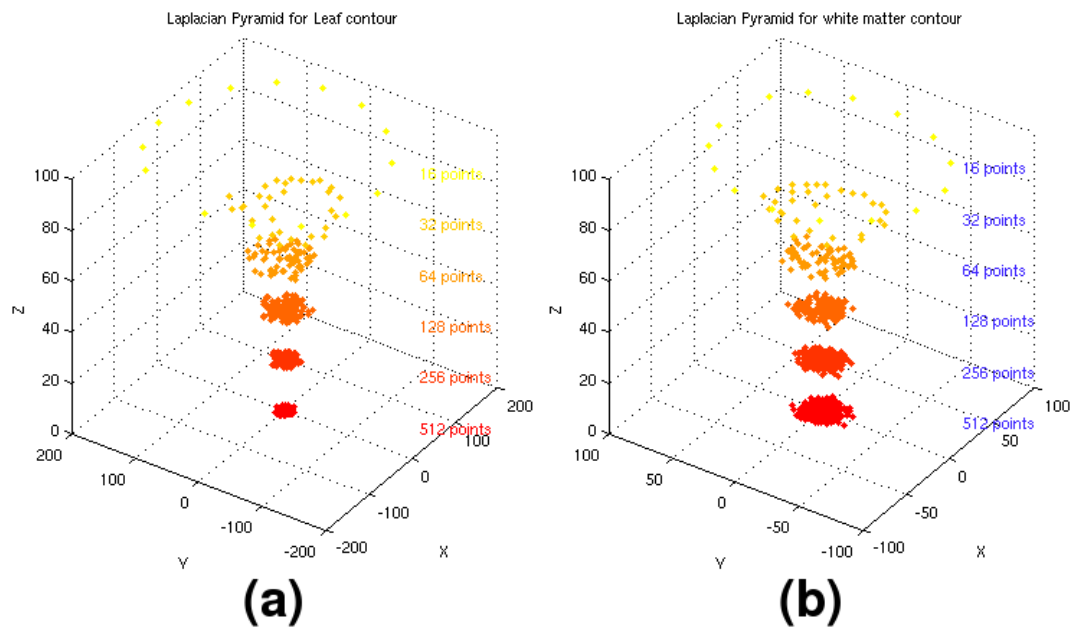 Laplacian Pyramid for Leaf contour
100
80
60
40
20
0
Z
16 points
32 points
64 points
128 points
256 points
512 points
200
100
0
-100
-200
Y
-200
-100
0
100
200
X
(a)
Laplacian Pyramid for white matter contour
100
80
60
40
20
0
Z
16 points
32 points
64 points
128 points
256 points
512 points
100
50
0
-50
-100
Y
-100
-50
0
50
100
X
(b)